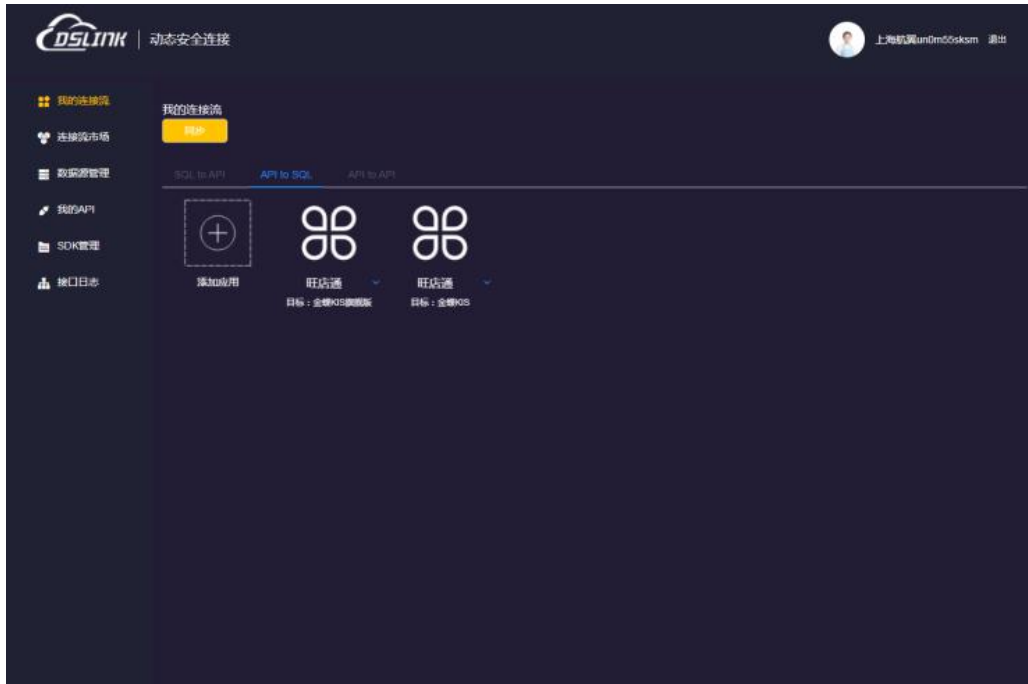 DSLINK
动态安全连接
上海航翼un0m55sksm 退出
我的连接流
连接流市场
数据源管理
我的API
SDK管理
接口日志
我的连接流
同步
SQL to API
API to SQL
API to API
添加应用
旺店通
目标：金蝶KIS旗舰版
旺店通
目标：金蝶KIS